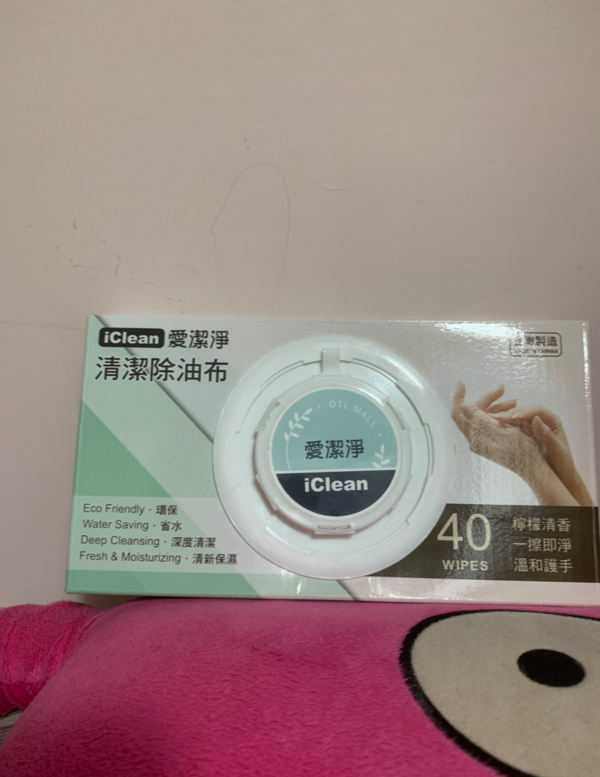 iClean 愛潔淨
清潔除油布
台灣製造
OTL MALL
愛潔淨
iClean
Eco Friendly · 環保
Water Saving · 省水
Deep Cleansing · 深度清潔
Fresh & Moisturizing · 清新保濕
40
WIPES
檸檬清香
一擦即淨
溫和護手